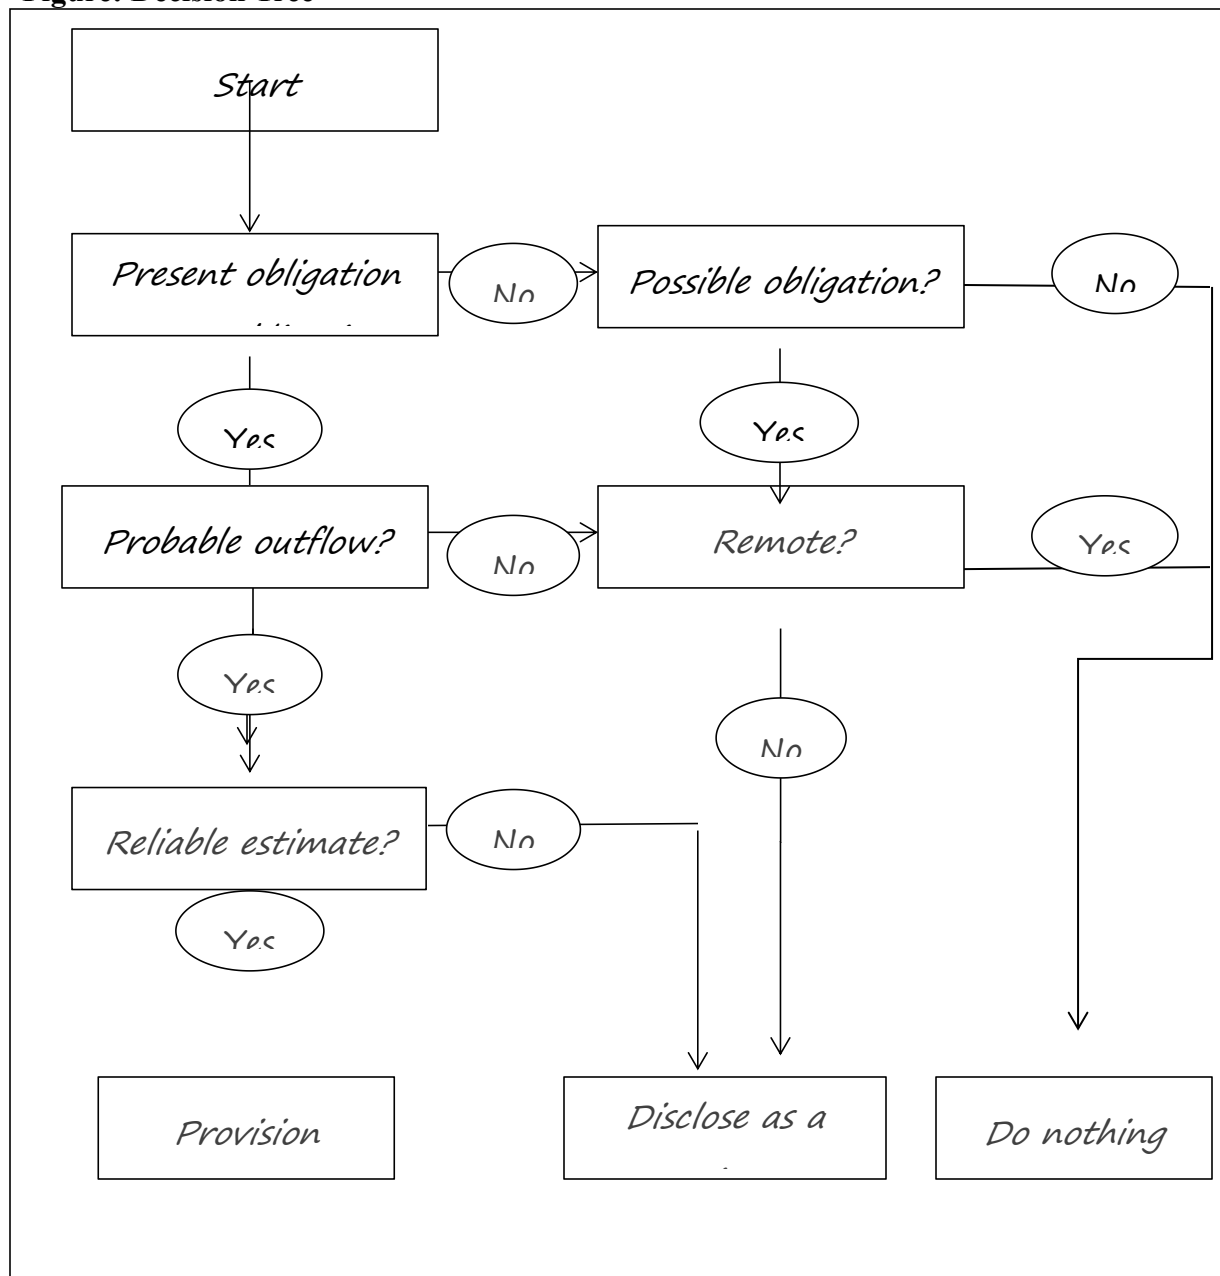 Figure: Decision Tree
Start
Present obligation
No
Possible obligation?
No
Yes
Yes
Probable outflow?
No
Remote?
Yes
Yes
No
Reliable estimate?
No
Yes
Provision
Disclose as a
Do nothing